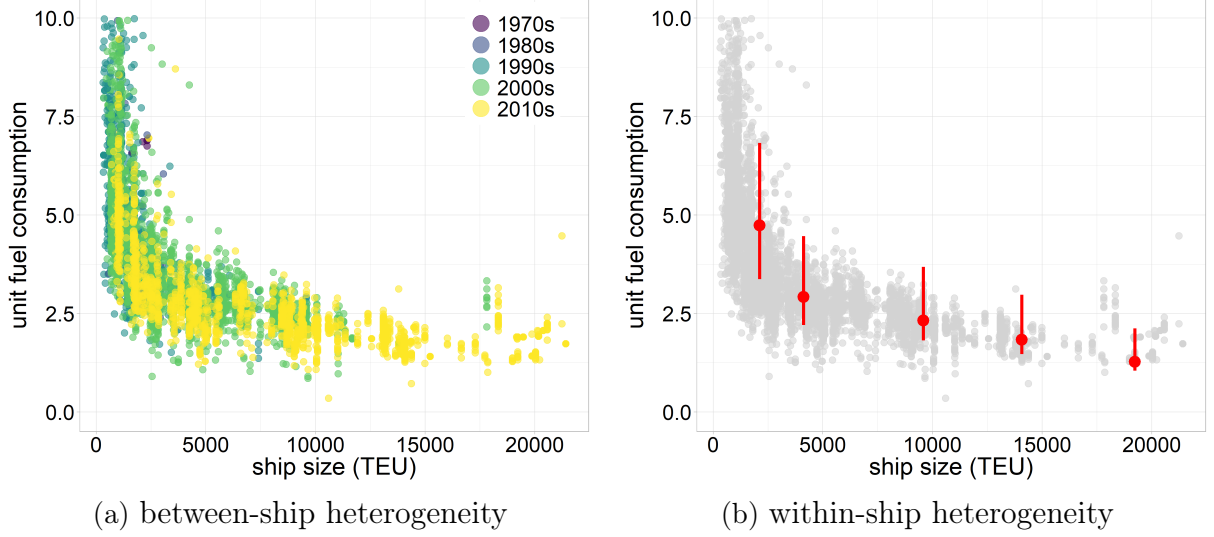 10.0
7.5
5.0
2.5
0.0
unit fuel consumption
0
5000
10000
15000
20000
ship size (TEU)
1970s
1980s
1990s
2000s
2010s
(a) between-ship heterogeneity
10.0
7.5
5.0
2.5
0.0
unit fuel consumption
0
5000
10000
15000
20000
ship size (TEU)
(b) within-ship heterogeneity